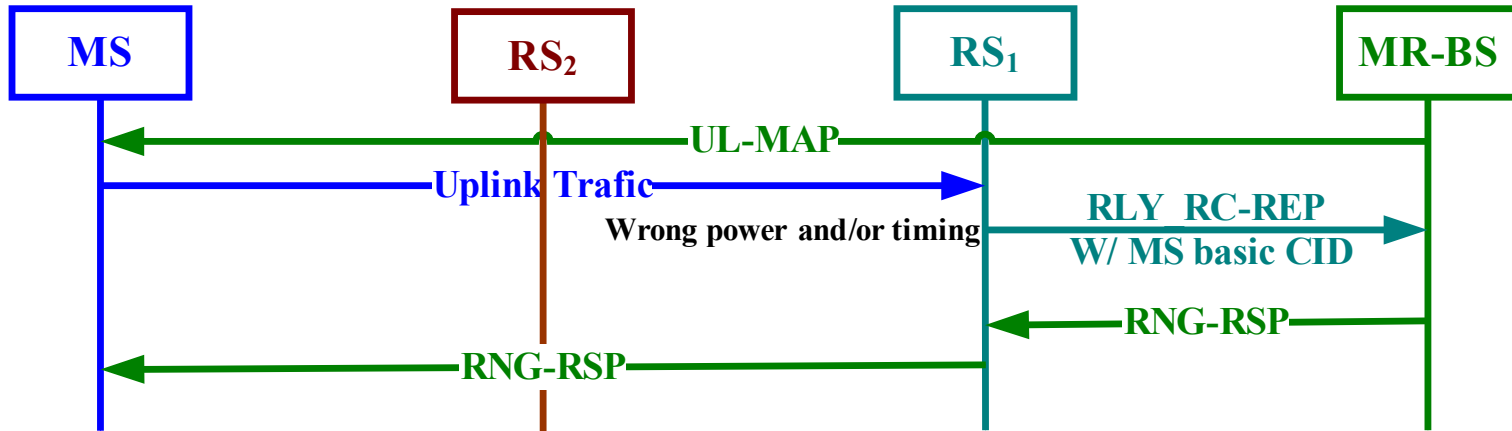 MS
RS₂
RS₁
MR-BS
UL-MAP
Uplink Trafic
Wrong power and/or timing
RLY_RC-REP
W/ MS basic CID
RNG-RSP
RNG-RSP